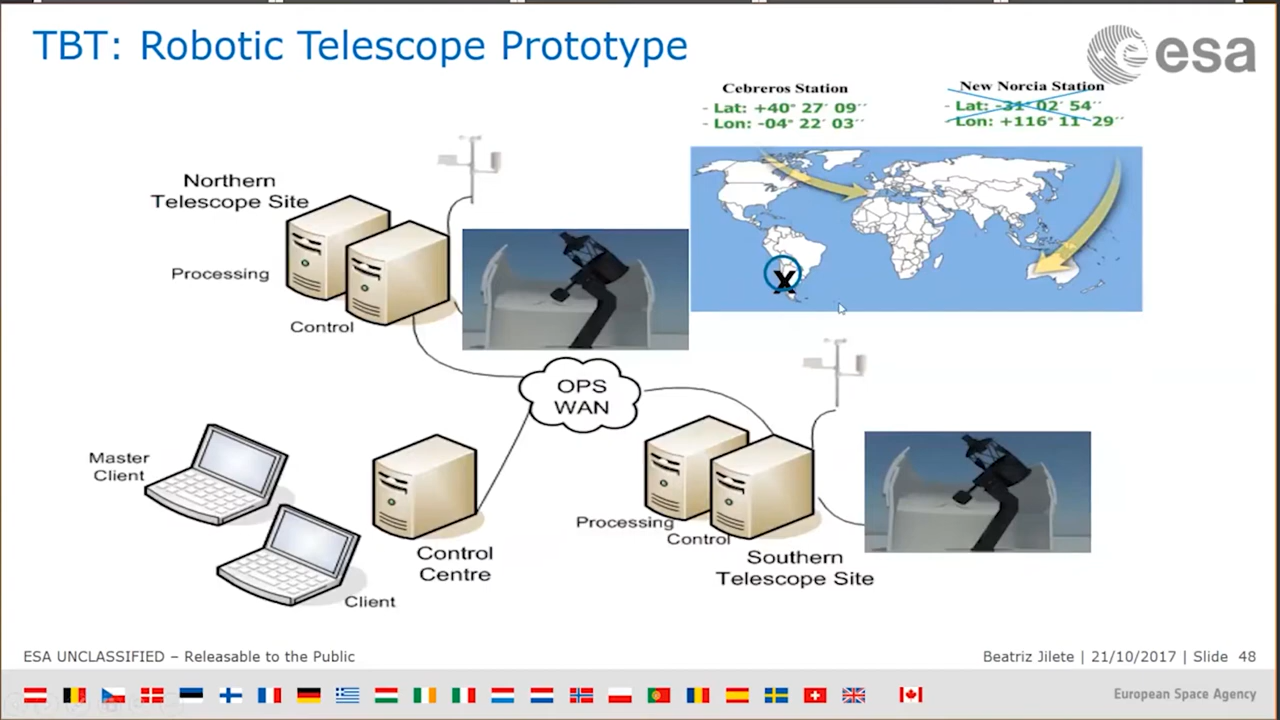 TBT: Robotic Telescope Prototype
esa
Cebreros Station
- Lat: +40° 27′ 09′′
- Lon: -04° 22′ 03′′
New Norcia Station
- Lat: -31° 02′ 54′′
- Lon: +116° 11′ 29′′
Northern
Telescope Site
Processing
Control
X
OPS
WAN
Master
Client
Client
Control
Centre
Processing
Control
Southern
Telescope Site
ESA UNCLASSIFIED – Releasable to the Public
Beatriz Jilete | 21/10/2017 | Slide 48
European Space Agency